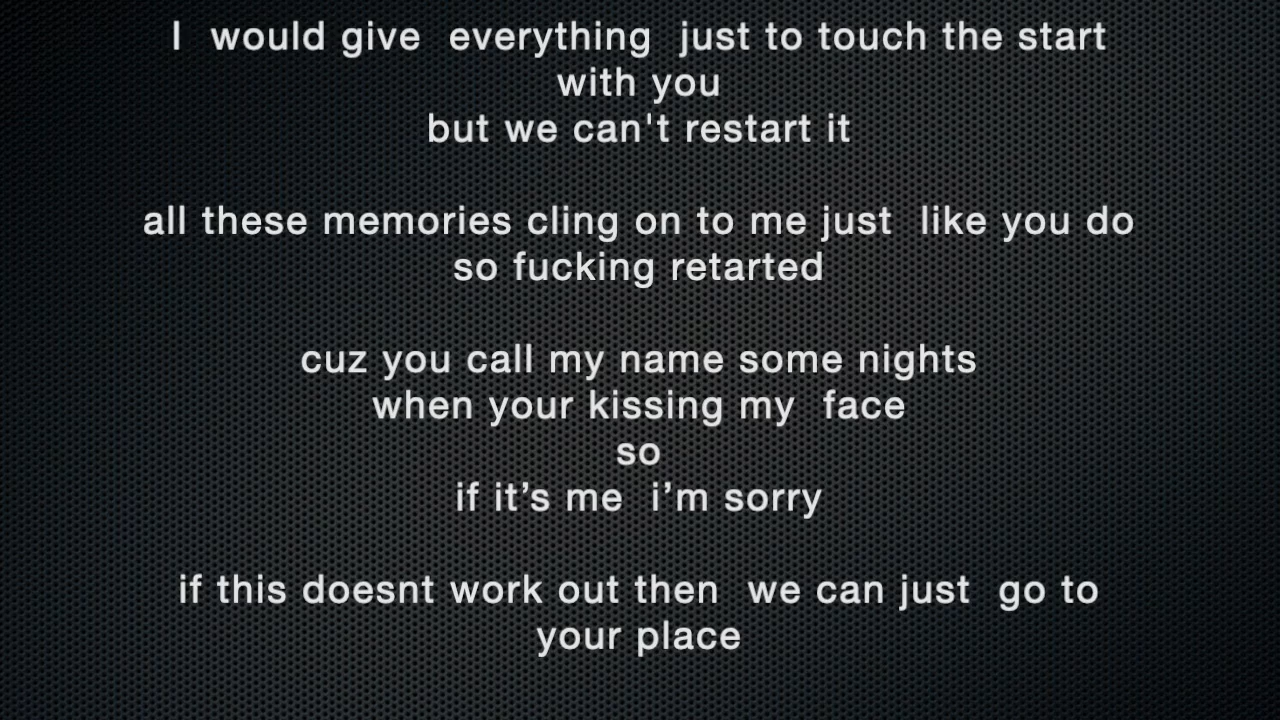 I would give everything just to touch the start
with you
but we can't restart it
all these memories cling on to me just like you do
so fucking retarted
cuz you call my name some nights
when your kissing my face
so
if it’s me i’m sorry
if this doesnt work out then we can just go to
your place